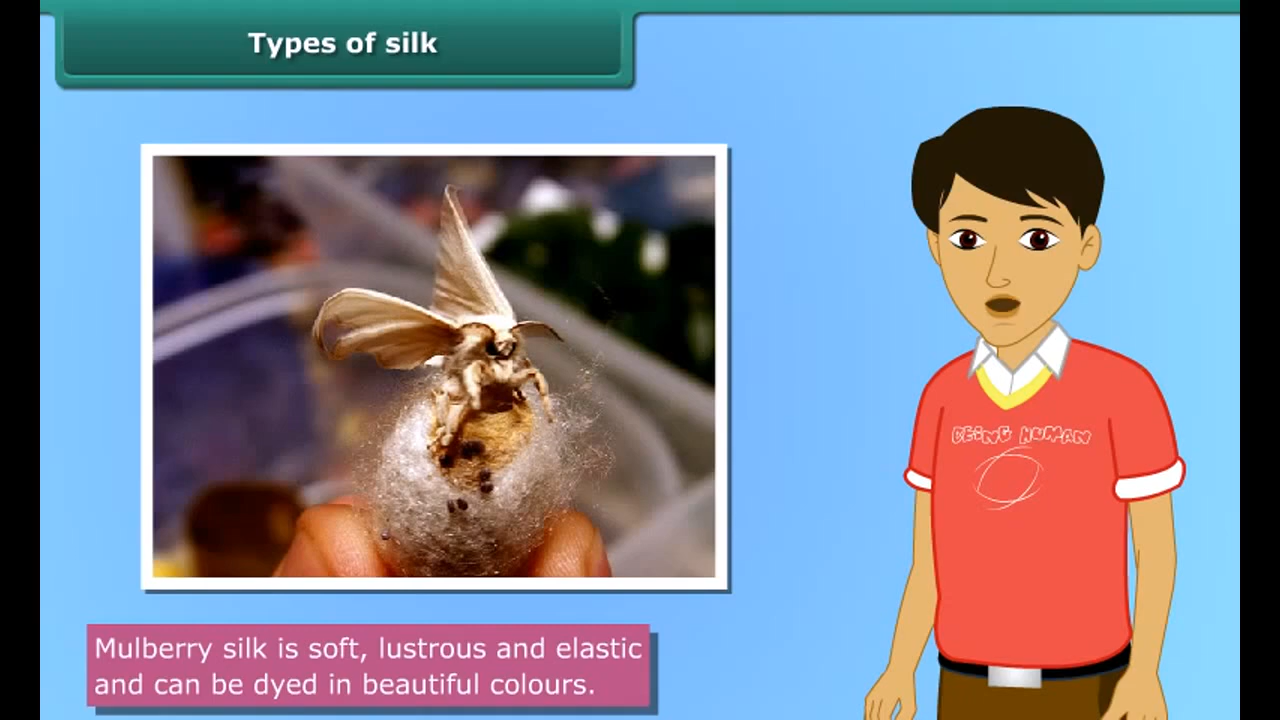 Types of silk
BEING HUMAN
Mulberry silk is soft, lustrous and elastic
and can be dyed in beautiful colours.